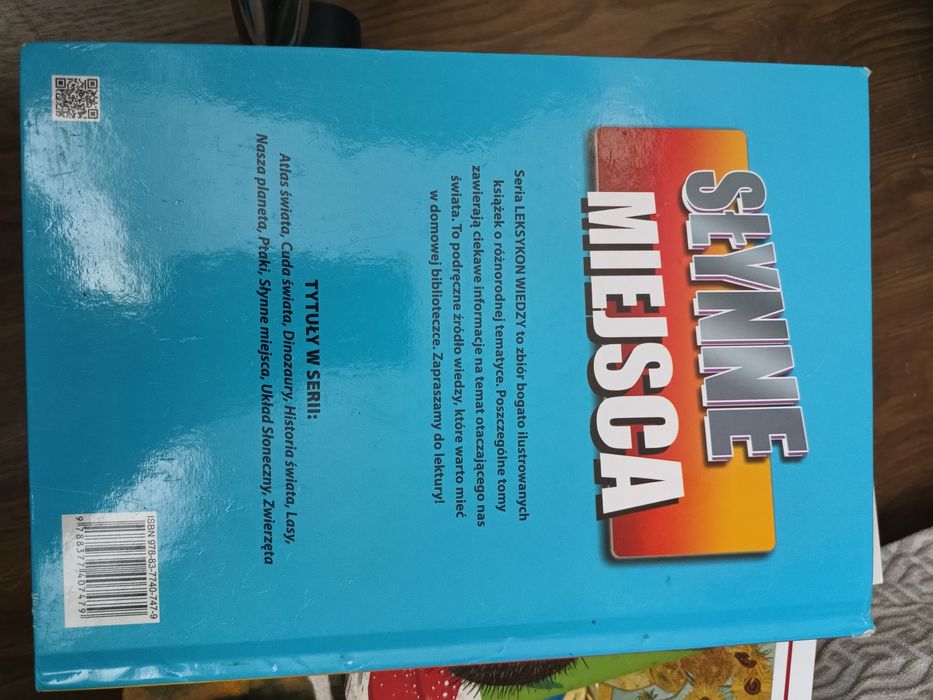 SŁYNNE
MIEJSCA
Seria LEKSYKON WIEDZY to zbiór bogato ilustrowanych
książek o różnorodnej tematyce. Poszczególne tomy
zawierają ciekawe informacje na temat otaczającego nas
świata. To podręczne źródło wiedzy, które warto mieć
w domowej biblioteczce. Zapraszamy do lektury!
TYTUŁY W SERII:
Atlas świata, Cuda świata, Dinozaury, Historia świata, Lasy,
Nasza planeta, Ptaki, Słynne miejsca, Układ Słoneczny, Zwierzęta
ISBN 978-83-7740-747-9
9 788377 407479